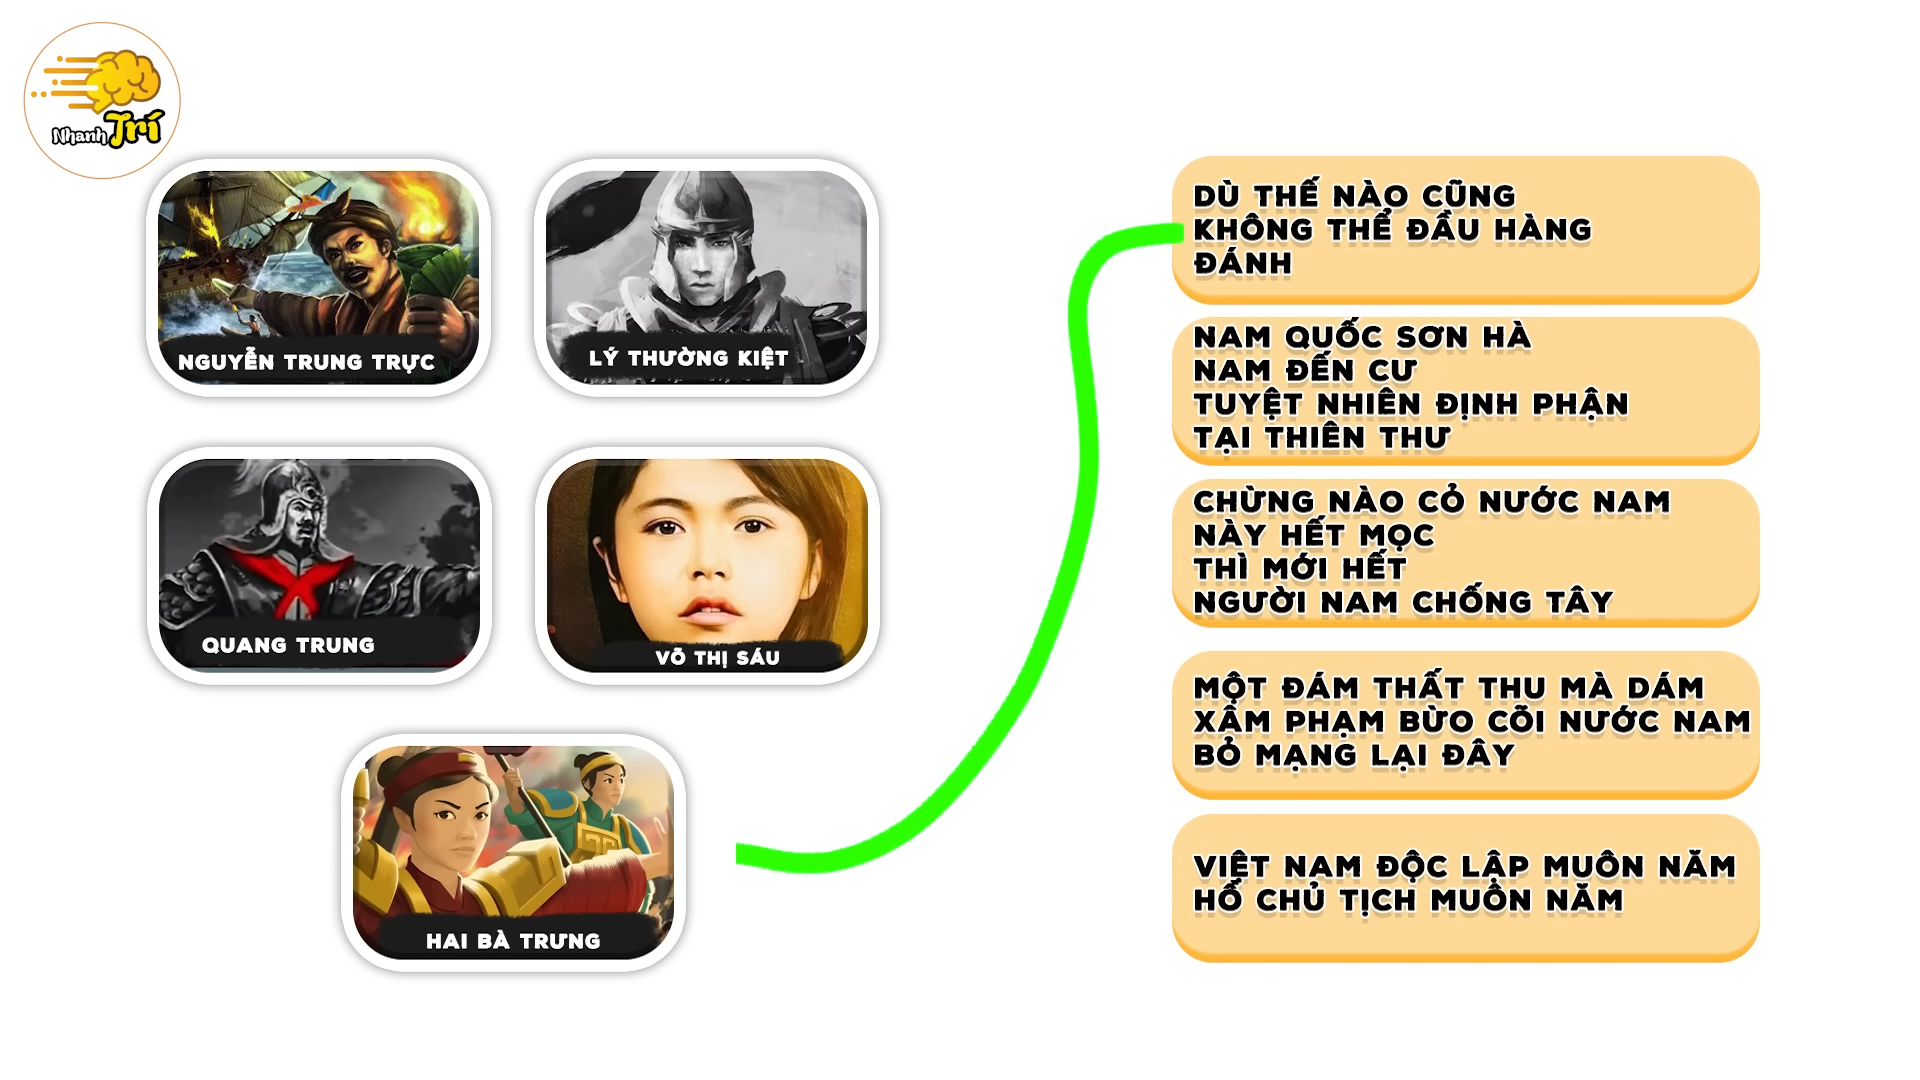 Nhanh Trí
NGUYỄN TRUNG TRỰC
LÝ THƯỜNG KIỆT
QUANG TRUNG
VÕ THỊ SÁU
HAI BÀ TRƯNG
DÙ THẾ NÀO CŨNG
KHÔNG THỂ ĐẦU HÀNG
ĐÁNH
NAM QUỐC SƠN HÀ
NAM ĐẾN CƯ
TUYỆT NHIÊN ĐỊNH PHẬN
TẠI THIÊN THƯ
CHỪNG NÀO CỎ NƯỚC NAM
NÀY HẾT MỌC
THÌ MỚI HẾT
NGƯỜI NAM CHỐNG TÂY
MỘT ĐÁM THẤT THU MÀ DÁM
XÂM PHẠM BỪO CÕI NƯỚC NAM
BỎ MẠNG LẠI ĐÂY
VIỆT NAM ĐỘC LẬP MUÔN NĂM
HỒ CHỦ TỊCH MUÔN NĂM